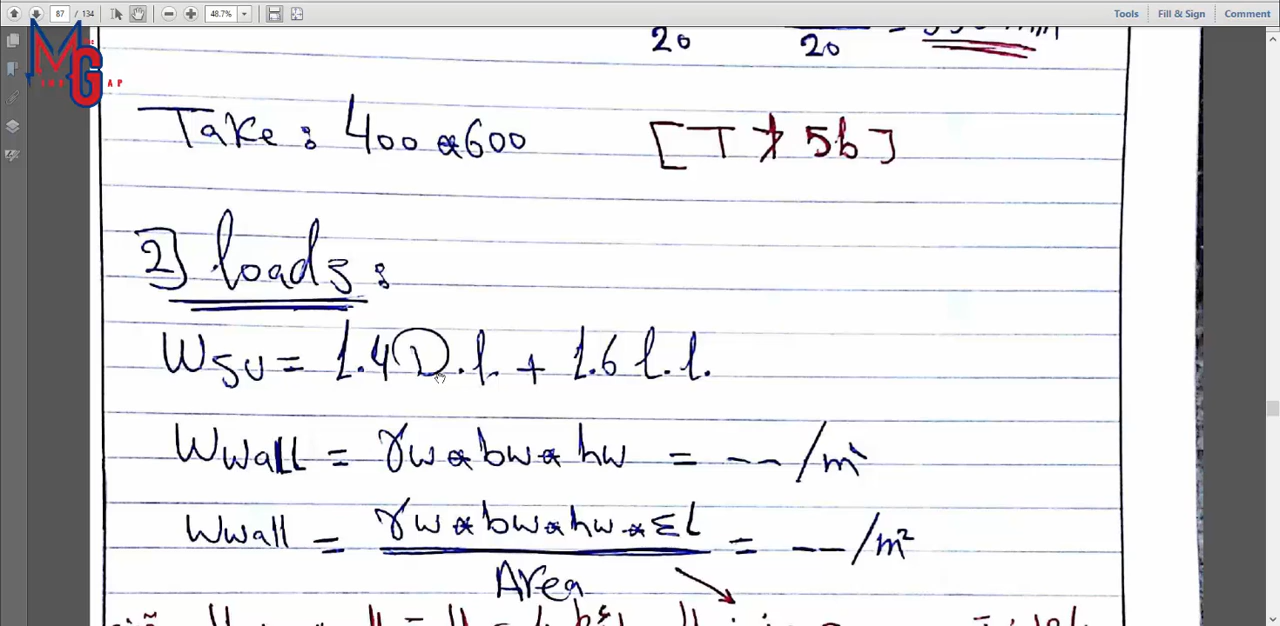 87 / 134
48.7%
Tools Fill & Sign Comment
MG
20 20
Take: 400*600 [T ≯ 5b]
2] loads:
Wsu = 1.4 D.l. + 1.6 l.l.
Wwall = γw * bw * hw = -- /m`
Wwall = γw * bw * hw * Σl = -- /m²
Area